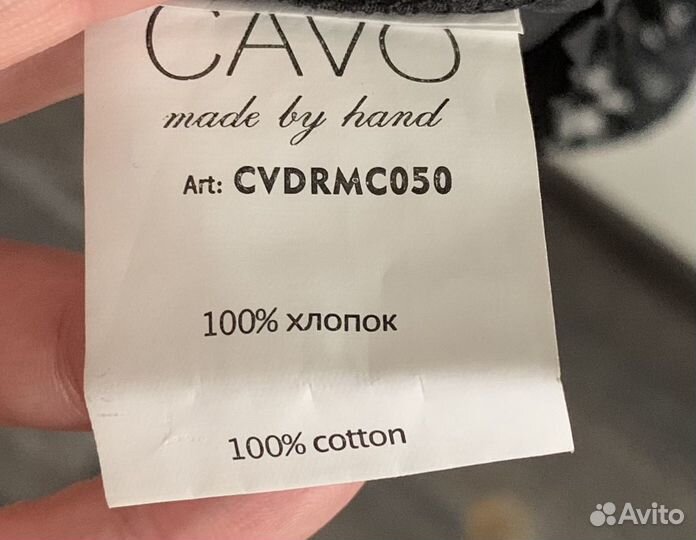 CAVO
made by hand
Art: CVDRMC050
100% хлопок
100% cotton
Avito